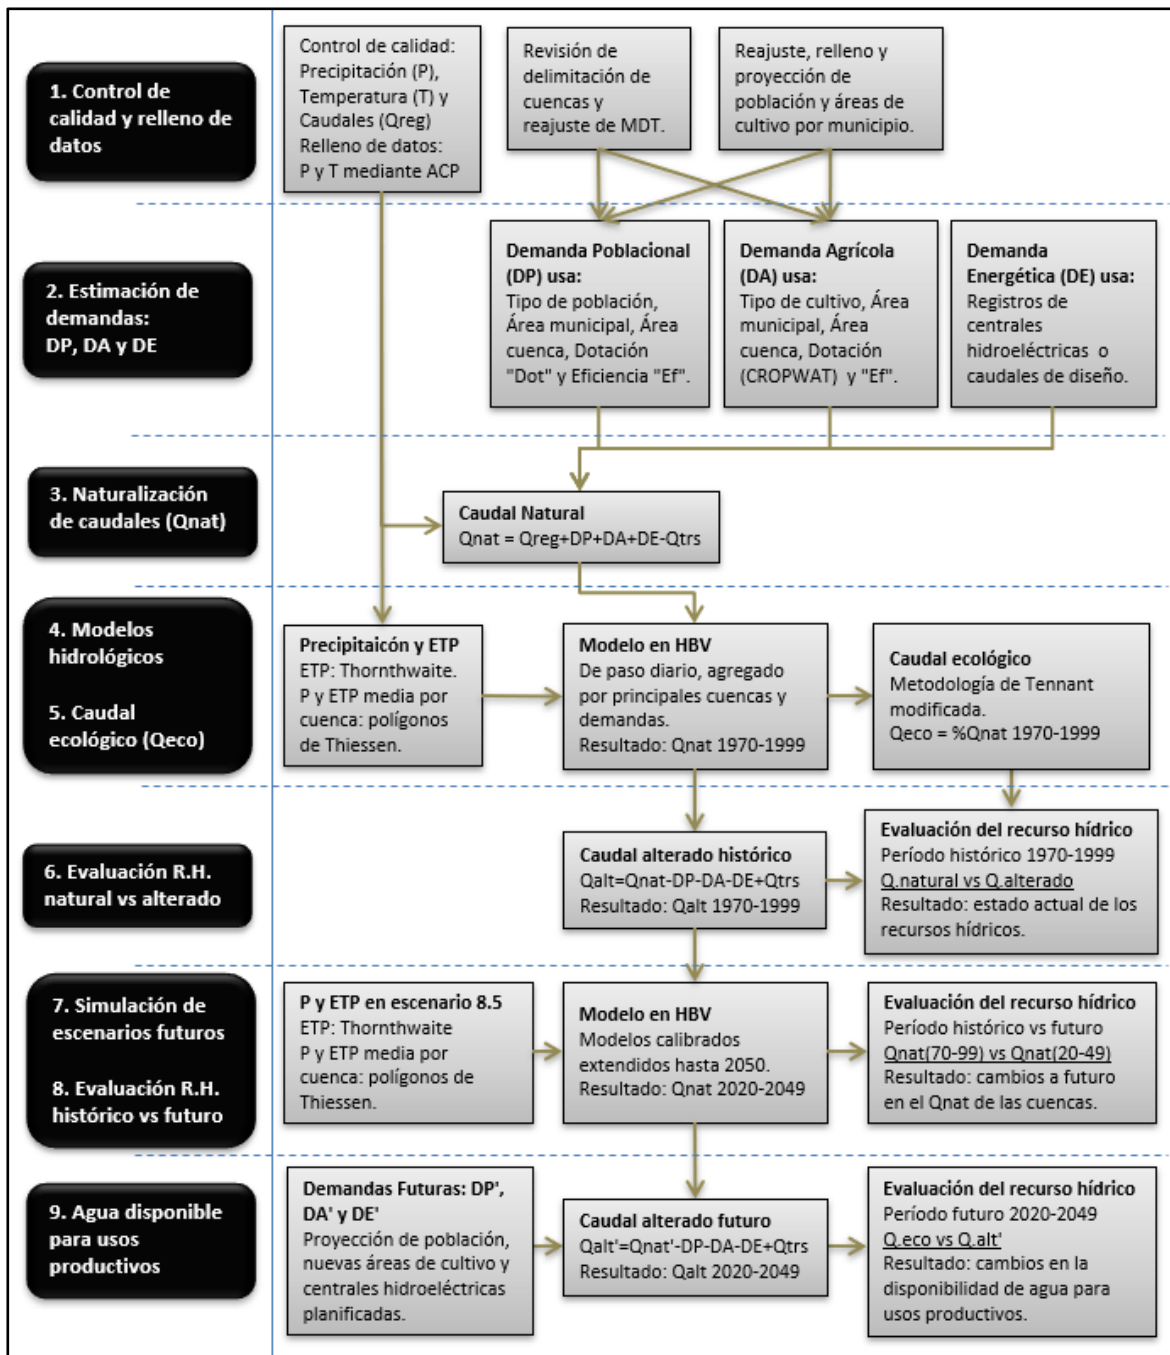 1. Control de
calidad y relleno de
datos
Control de calidad:
Precipitación (P),
Temperatura (T) y
Caudales (Qreg)
Relleno de datos:
P y T mediante ACP
Revisión de
delimitación de
cuencas y
reajuste de MDT.
Reajuste, relleno y
proyección de
población y áreas de
cultivo por municipio.
2. Estimación de
demandas:
DP, DA y DE
Demanda Poblacional
(DP) usa:
Tipo de población,
Área municipal, Área
cuenca, Dotación
"Dot" y Eficiencia "Ef".
Demanda Agrícola
(DA) usa:
Tipo de cultivo, Área
municipal, Área
cuenca, Dotación
(CROPWAT) y "Ef".
Demanda
Energética (DE) usa:
Registros de
centrales
hidroeléctricas o
caudales de diseño.
3. Naturalización
de caudales (Qnat)
Caudal Natural
Qnat = Qreg+DP+DA+DE-Qtrs
4. Modelos
hidrológicos
5. Caudal
ecológico (Qeco)
Precipitaicón y ETP
ETP: Thornthwaite.
P y ETP media por
cuenca: polígonos
de Thiessen.
Modelo en HBV
De paso diario, agregado
por principales cuencas y
demandas.
Resultado: Qnat 1970-1999
Caudal ecológico
Metodología de Tennant
modificada.
Qeco = %Qnat 1970-1999
6. Evaluación R.H.
natural vs alterado
Caudal alterado histórico
Qalt=Qnat-DP-DA-DE+Qtrs
Resultado: Qalt 1970-1999
Evaluación del recurso hídrico
Período histórico 1970-1999
Q.natural vs Q.alterado
Resultado: estado actual de los
recursos hídricos.
7. Simulación de
escenarios futuros
8. Evaluación R.H.
histórico vs futuro
P y ETP en escenario 8.5
ETP: Thornthwaite
P y ETP media por
cuenca: polígonos de
Thiessen.
Modelo en HBV
Modelos calibrados
extendidos hasta 2050.
Resultado: Qnat 2020-2049
Evaluación del recurso hídrico
Período histórico vs futuro
Qnat(70-99) vs Qnat(20-49)
Resultado: cambios a futuro
en el Qnat de las cuencas.
9. Agua disponible
para usos
productivos
Demandas Futuras: DP',
DA' y DE'
Proyección de población,
nuevas áreas de cultivo y
centrales hidroeléctricas
planificadas.
Caudal alterado futuro
Qalt'=Qnat'-DP-DA-DE+Qtrs
Resultado: Qalt 2020-2049
Evaluación del recurso hídrico
Período futuro 2020-2049
Q.eco vs Q.alt'
Resultado: cambios en la
disponibilidad de agua para
usos productivos.